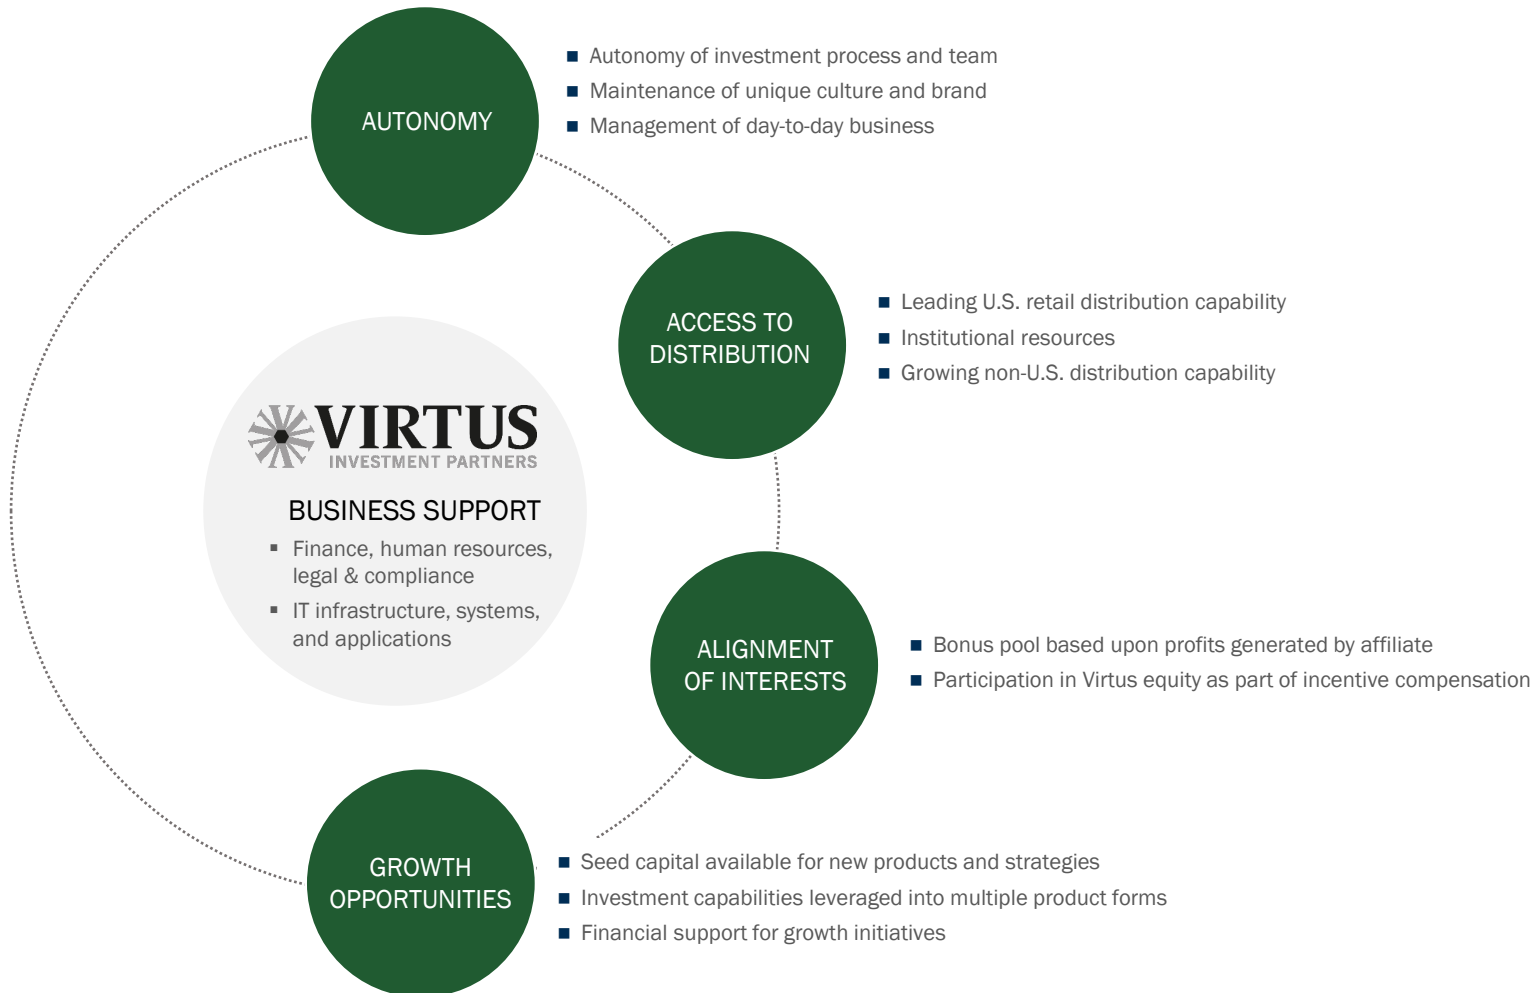 AUTONOMY
■ Autonomy of investment process and team
■ Maintenance of unique culture and brand
■ Management of day-to-day business
ACCESS TO
DISTRIBUTION
■ Leading U.S. retail distribution capability
■ Institutional resources
■ Growing non-U.S. distribution capability
VIRTUS
INVESTMENT PARTNERS
BUSINESS SUPPORT
▪ Finance, human resources,
legal & compliance
▪ IT infrastructure, systems,
and applications
ALIGNMENT
OF INTERESTS
■ Bonus pool based upon profits generated by affiliate
■ Participation in Virtus equity as part of incentive compensation
GROWTH
OPPORTUNITIES
■ Seed capital available for new products and strategies
■ Investment capabilities leveraged into multiple product forms
■ Financial support for growth initiatives